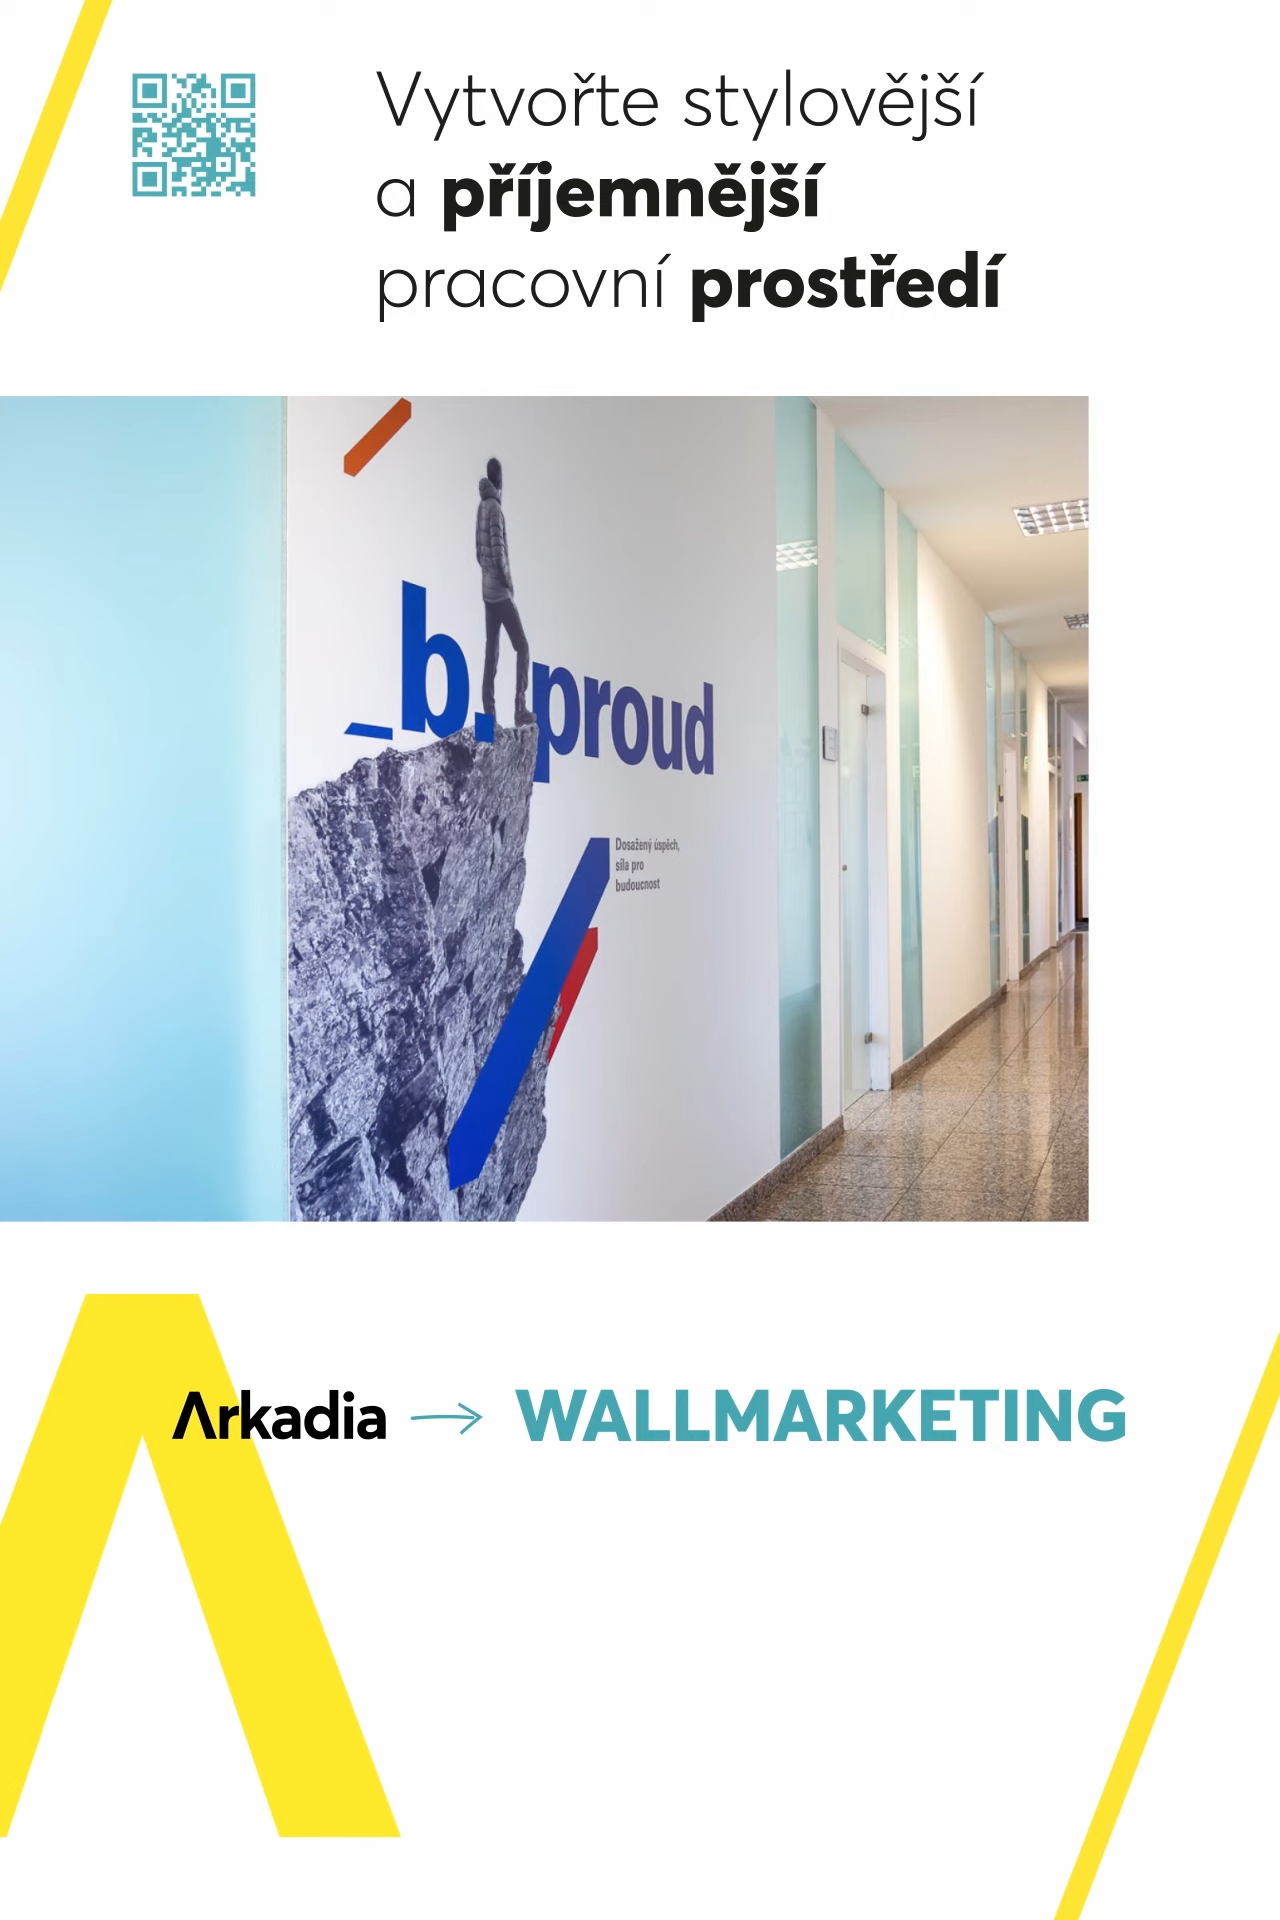 Vytvořte stylovější
a příjemnější
pracovní prostředí
_b. proud
Dosažený úspěch,
síla pro
budoucnost
Arkadia → WALLMARKETING